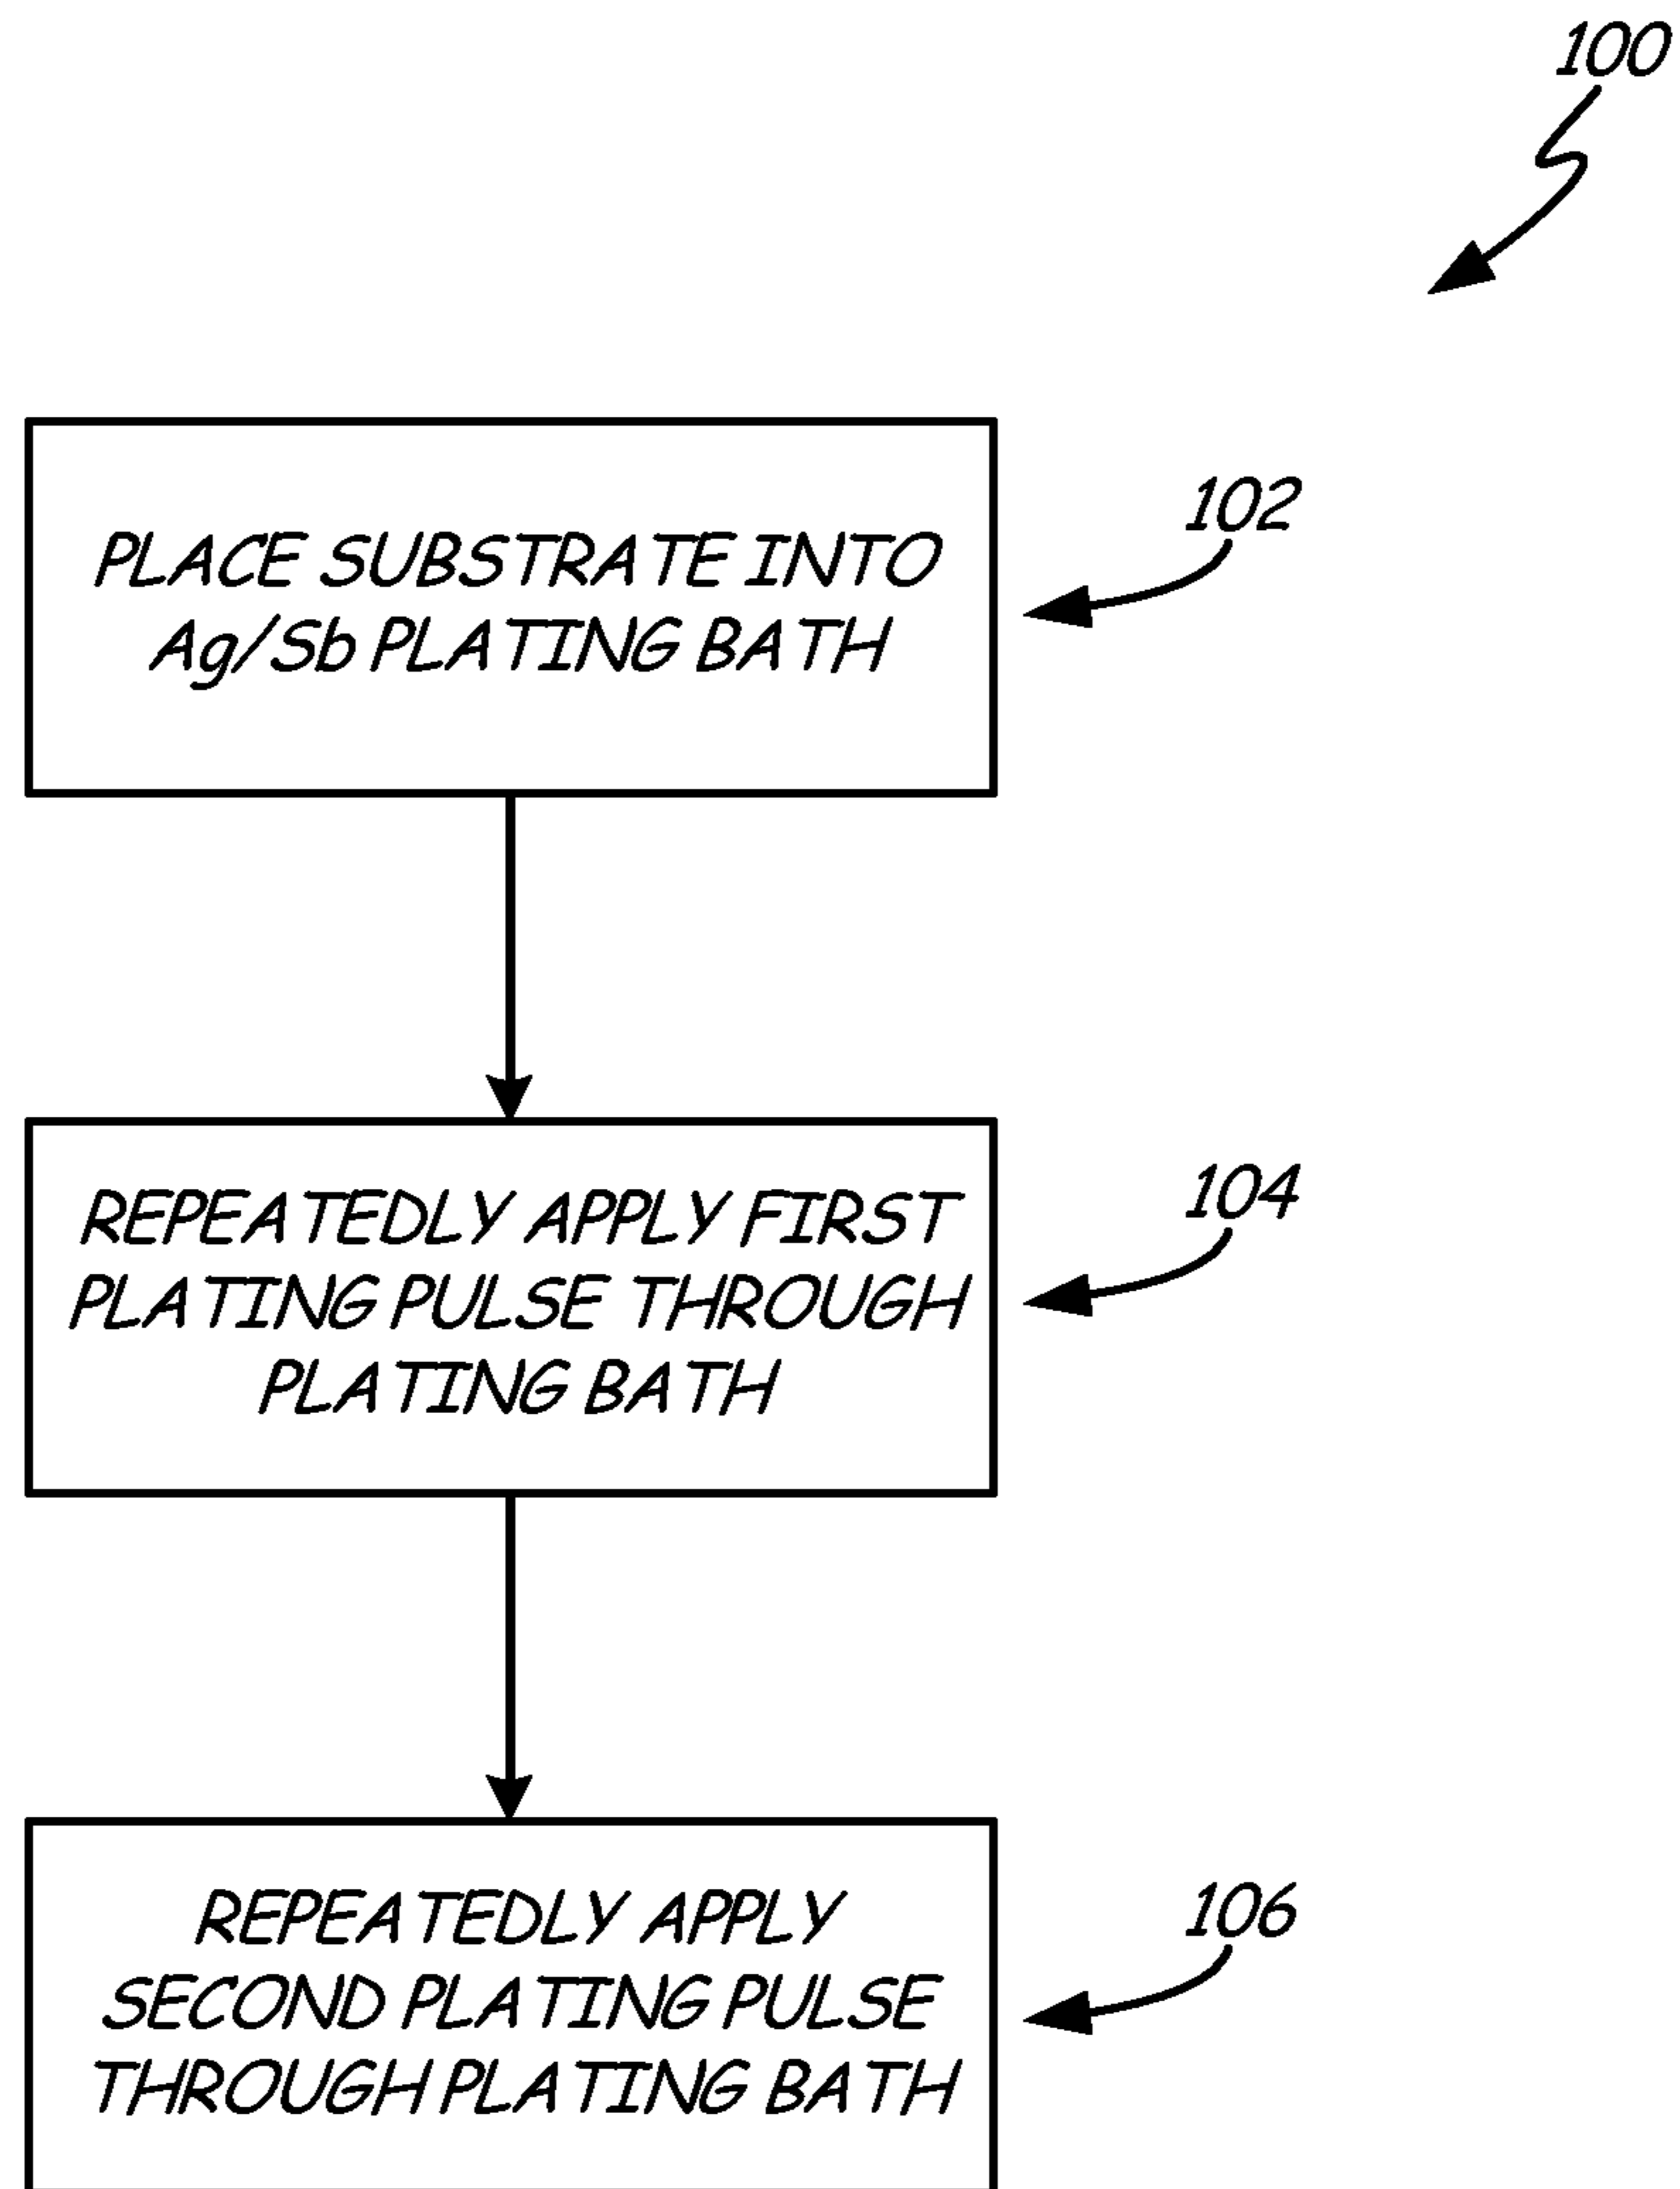 100
PLACE SUBSTRATE INTO
Ag/Sb PLATING BATH
102
REPEATEDLY APPLY FIRST
PLATING PULSE THROUGH
PLATING BATH
104
REPEATEDLY APPLY
SECOND PLATING PULSE
THROUGH PLATING BATH
106